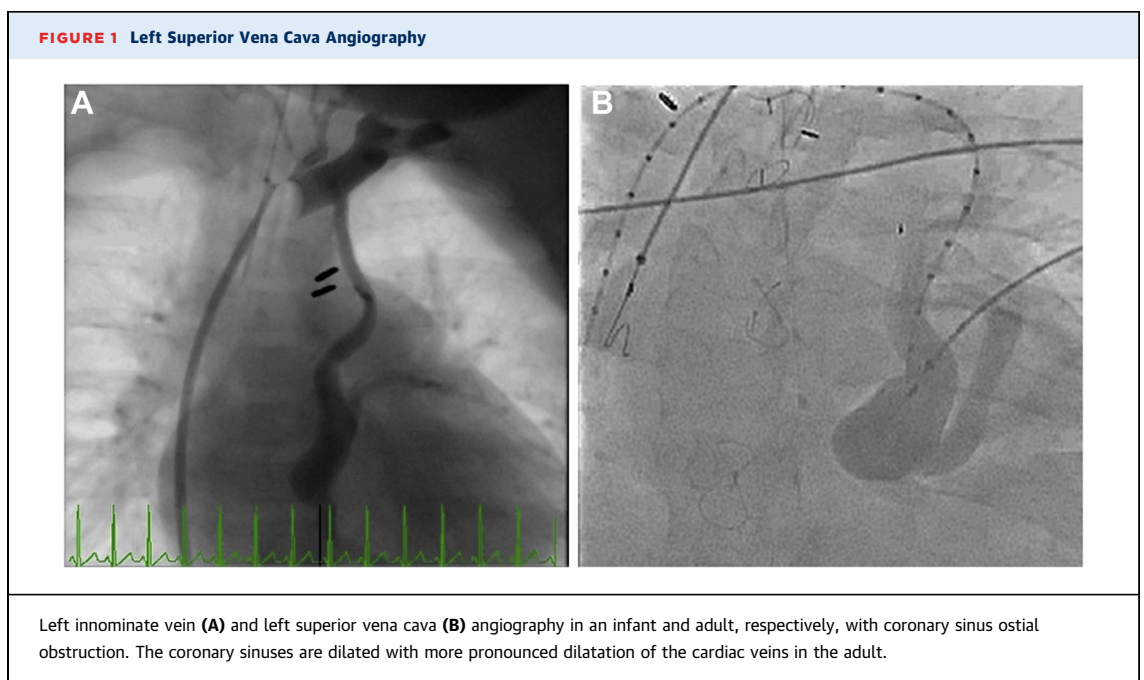 FIGURE 1 Left Superior Vena Cava Angiography
A
B
Left innominate vein (A) and left superior vena cava (B) angiography in an infant and adult, respectively, with coronary sinus ostial
obstruction. The coronary sinuses are dilated with more pronounced dilatation of the cardiac veins in the adult.